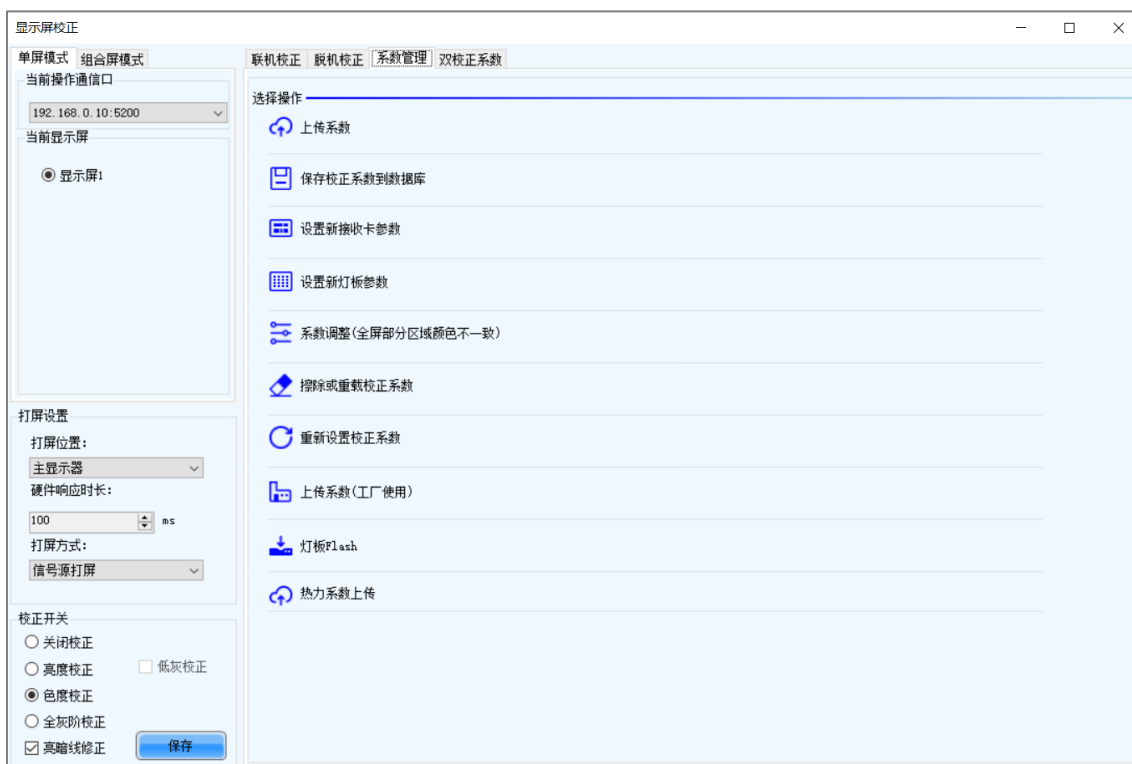 显示屏校正
单屏模式 组合屏模式
当前操作通信口
192.168.0.10:5200
当前显示屏
显示屏1
打屏设置
打屏位置:
主显示器
硬件响应时长:
100 ms
打屏方式:
信号源打屏
校正开关
关闭校正
亮度校正 低灰校正
色度校正
全灰阶校正
亮暗线修正 保存
联机校正 脱机校正 系数管理 双校正系数
选择操作
上传系数
保存校正系数到数据库
设置新接收卡参数
设置新灯板参数
系数调整(全屏部分区域颜色不一致)
擦除或重载校正系数
重新设置校正系数
上传系数(工厂使用)
灯板Flash
热力系数上传